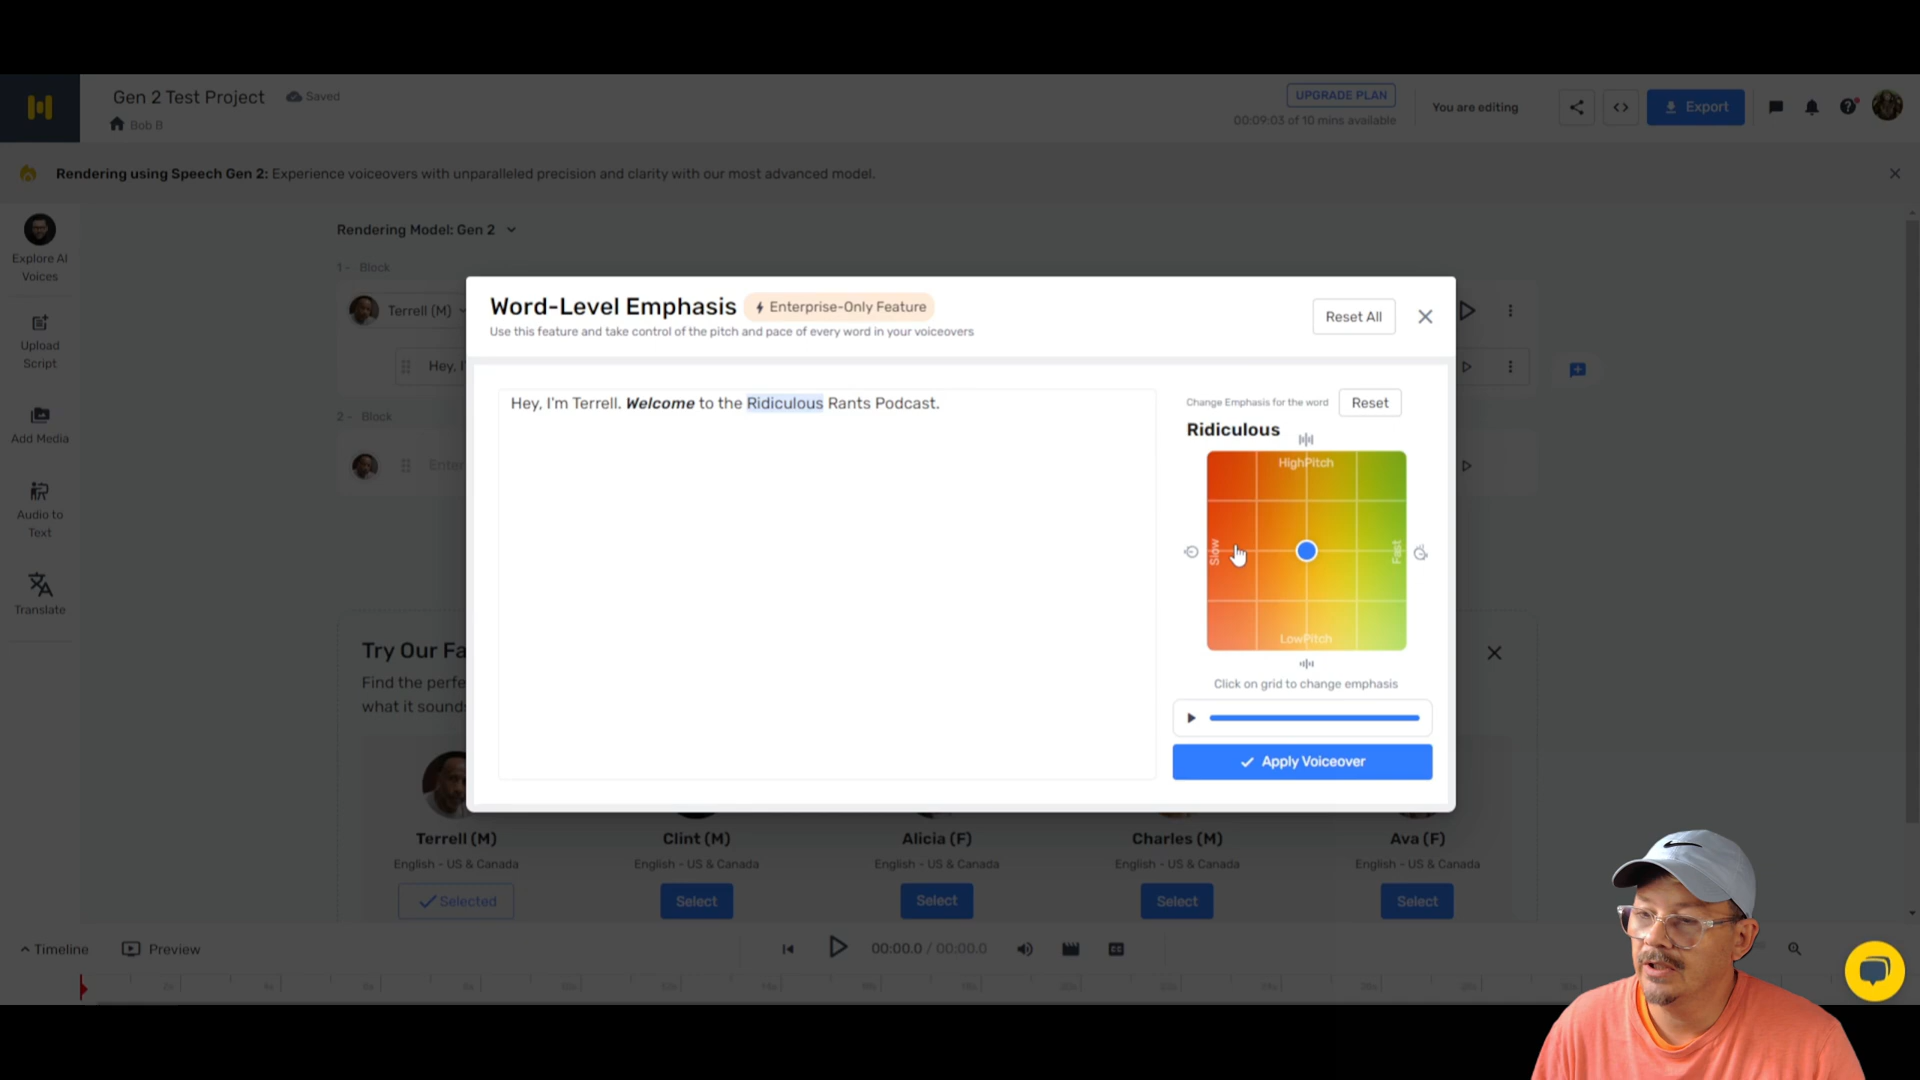 Gen 2 Test Project
Saved
Bob B
UPGRADE PLAN
00:09:03 of 10 mins available
You are editing
Export
Rendering using Speech Gen 2: Experience voiceovers with unparalleled precision and clarity with our most advanced model.
Explore AI
Voices
Upload
Script
Add Media
Audio to
Text
Translate
Rendering Model: Gen 2
1 - Block
Terrell (M)
Hey, I
2 - Block
Enter
Word-Level Emphasis
Enterprise-Only Feature
Use this feature and take control of the pitch and pace of every word in your voiceovers
Reset All
Hey, I'm Terrell. Welcome to the Ridiculous Rants Podcast.
Change Emphasis for the word
Reset
Ridiculous
HighPitch
Slow
Fast
LowPitch
Click on grid to change emphasis
Apply Voiceover
Try Our Fa
Find the perfe
what it sound
Terrell (M)
English - US & Canada
Selected
Clint (M)
English - US & Canada
Select
Alicia (F)
English - US & Canada
Select
Charles (M)
English - US & Canada
Select
Ava (F)
English - US & Canada
Select
Timeline
Preview
00:00.0 / 00:00.0